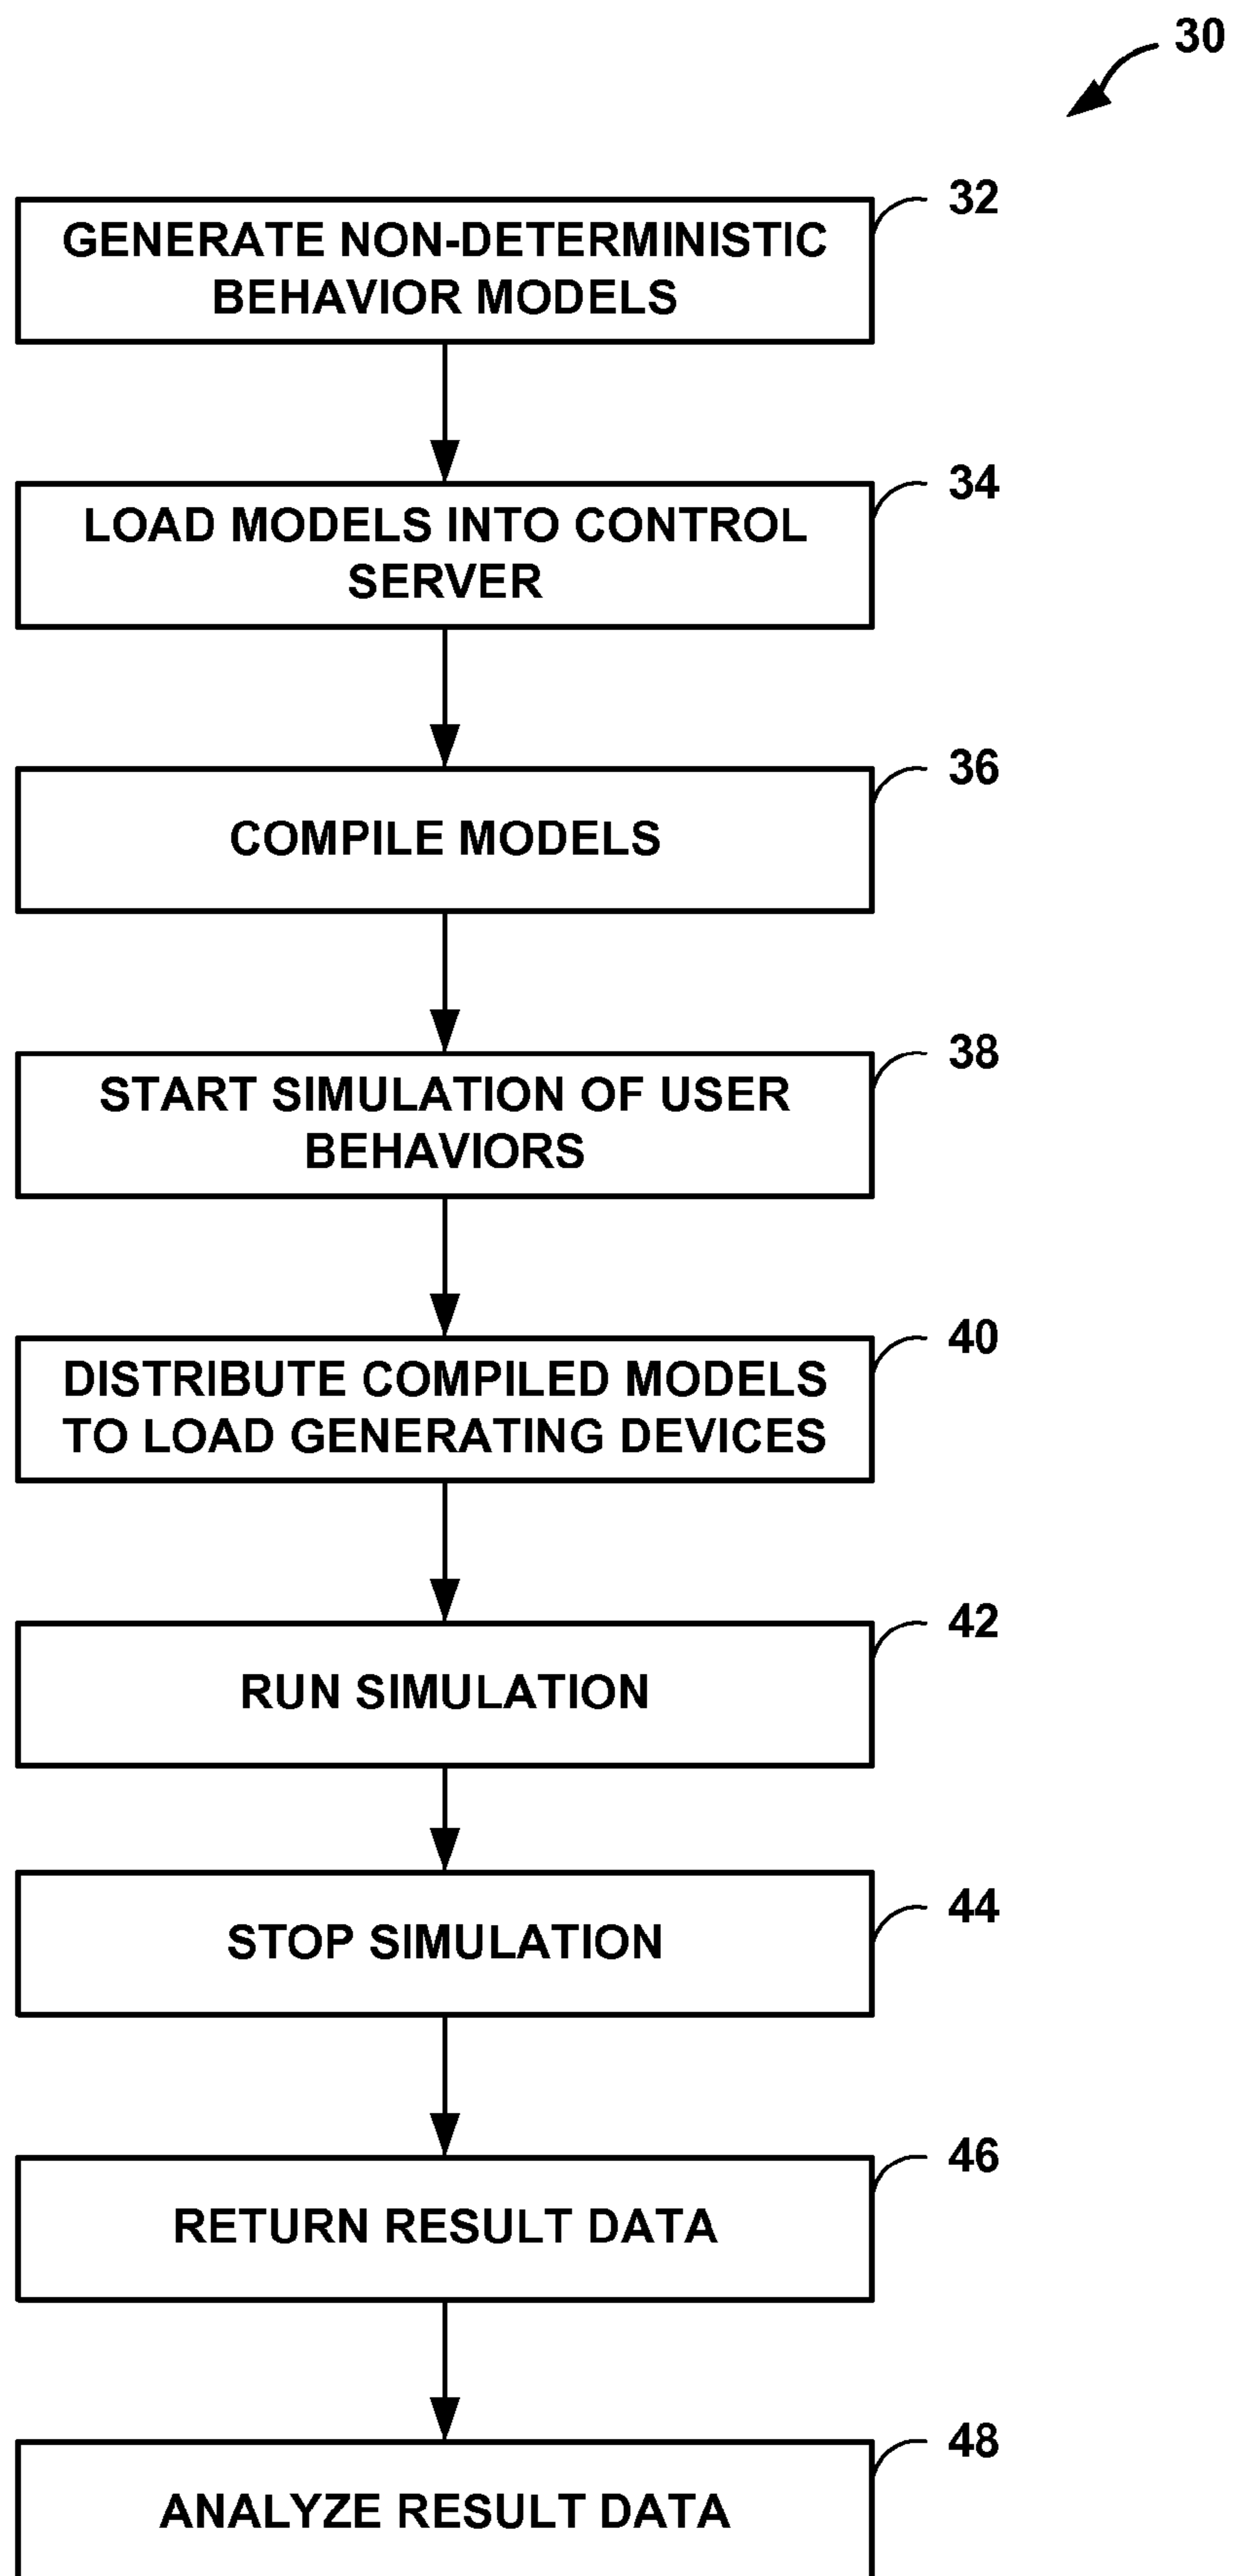 30
32
GENERATE NON-DETERMINISTIC
BEHAVIOR MODELS
34
LOAD MODELS INTO CONTROL
SERVER
36
COMPILE MODELS
38
START SIMULATION OF USER
BEHAVIORS
40
DISTRIBUTE COMPILED MODELS
TO LOAD GENERATING DEVICES
42
RUN SIMULATION
44
STOP SIMULATION
46
RETURN RESULT DATA
48
ANALYZE RESULT DATA